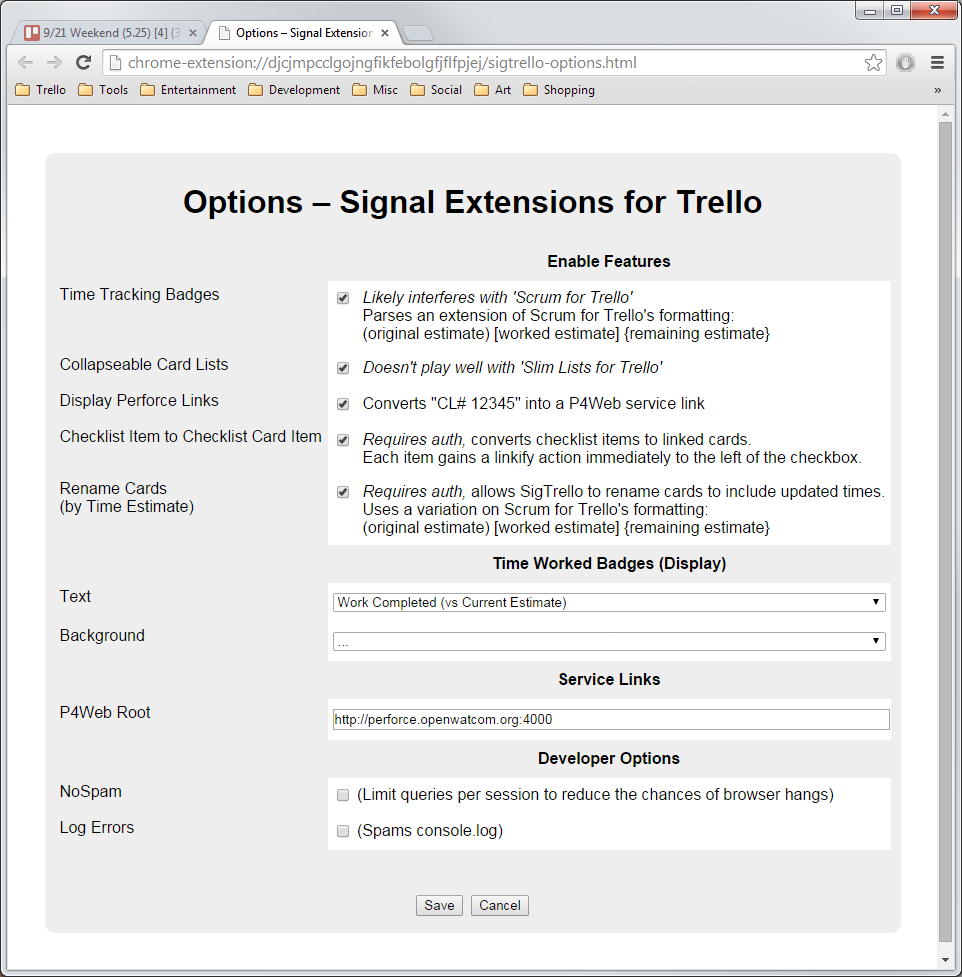 9/21 Weekend (5.25) [4] {3
Options – Signal Extension
chrome-extension://djcjmpcclgojngfikfebolgfjflfpjej/sigtrello-options.html
Trello Tools Entertainment Development Misc Social Art Shopping »
Options – Signal Extensions for Trello
Enable Features
Time Tracking Badges
Likely interferes with 'Scrum for Trello'
Parses an extension of Scrum for Trello's formatting:
(original estimate) [worked estimate] {remaining estimate}
Collapseable Card Lists
Doesn't play well with 'Slim Lists for Trello'
Display Perforce Links
Converts "CL# 12345" into a P4Web service link
Checklist Item to Checklist Card Item
Requires auth, converts checklist items to linked cards.
Each item gains a linkify action immediately to the left of the checkbox.
Rename Cards
(by Time Estimate)
Requires auth, allows SigTrello to rename cards to include updated times.
Uses a variation on Scrum for Trello's formatting:
(original estimate) [worked estimate] {remaining estimate}
Time Worked Badges (Display)
Text
Work Completed (vs Current Estimate)
Background
...
Service Links
P4Web Root
http://perforce.openwatcom.org:4000
Developer Options
NoSpam
(Limit queries per session to reduce the chances of browser hangs)
Log Errors
(Spams console.log)
Save Cancel